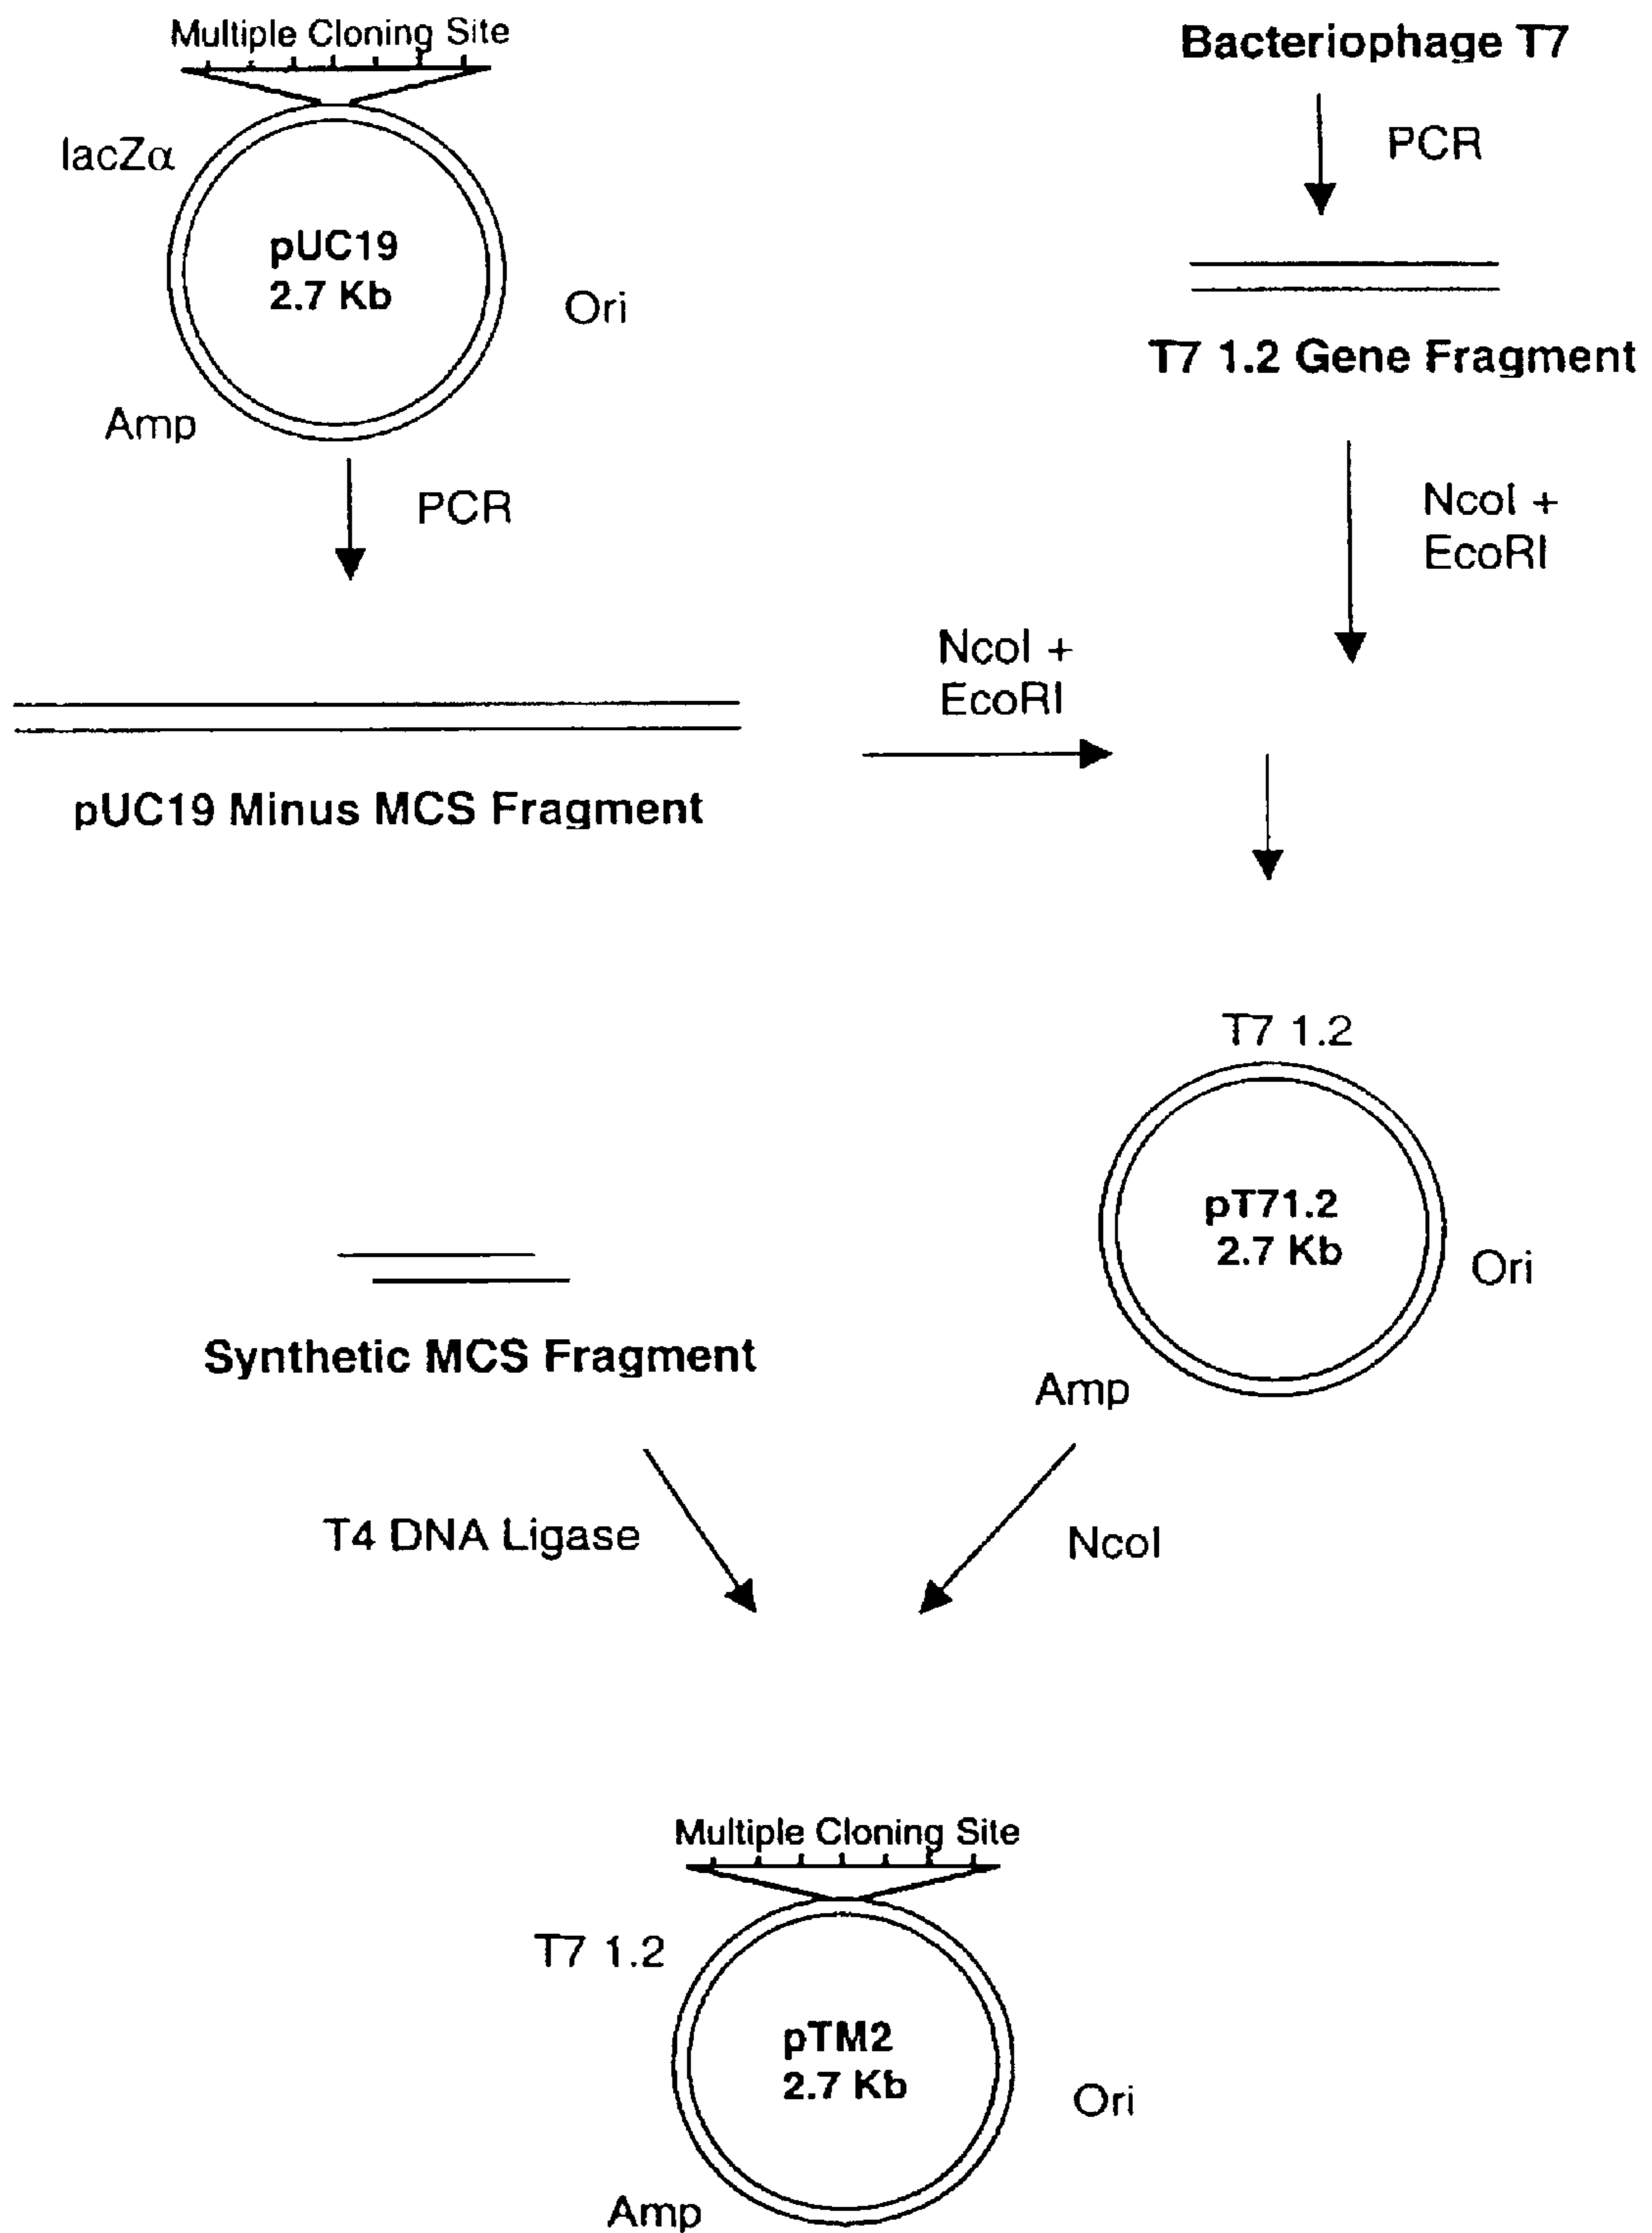 Multiple Cloning Site
lacZα
pUC19
2.7 Kb
Ori
Amp
PCR
Bacteriophage T7
PCR
T7 1.2 Gene Fragment
NcoI +
EcoRI
pUC19 Minus MCS Fragment
NcoI +
EcoRI
T7 1.2
pT71.2
2.7 Kb
Ori
Amp
Synthetic MCS Fragment
T4 DNA Ligase
NcoI
Multiple Cloning Site
T7 1.2
pTM2
2.7 Kb
Ori
Amp